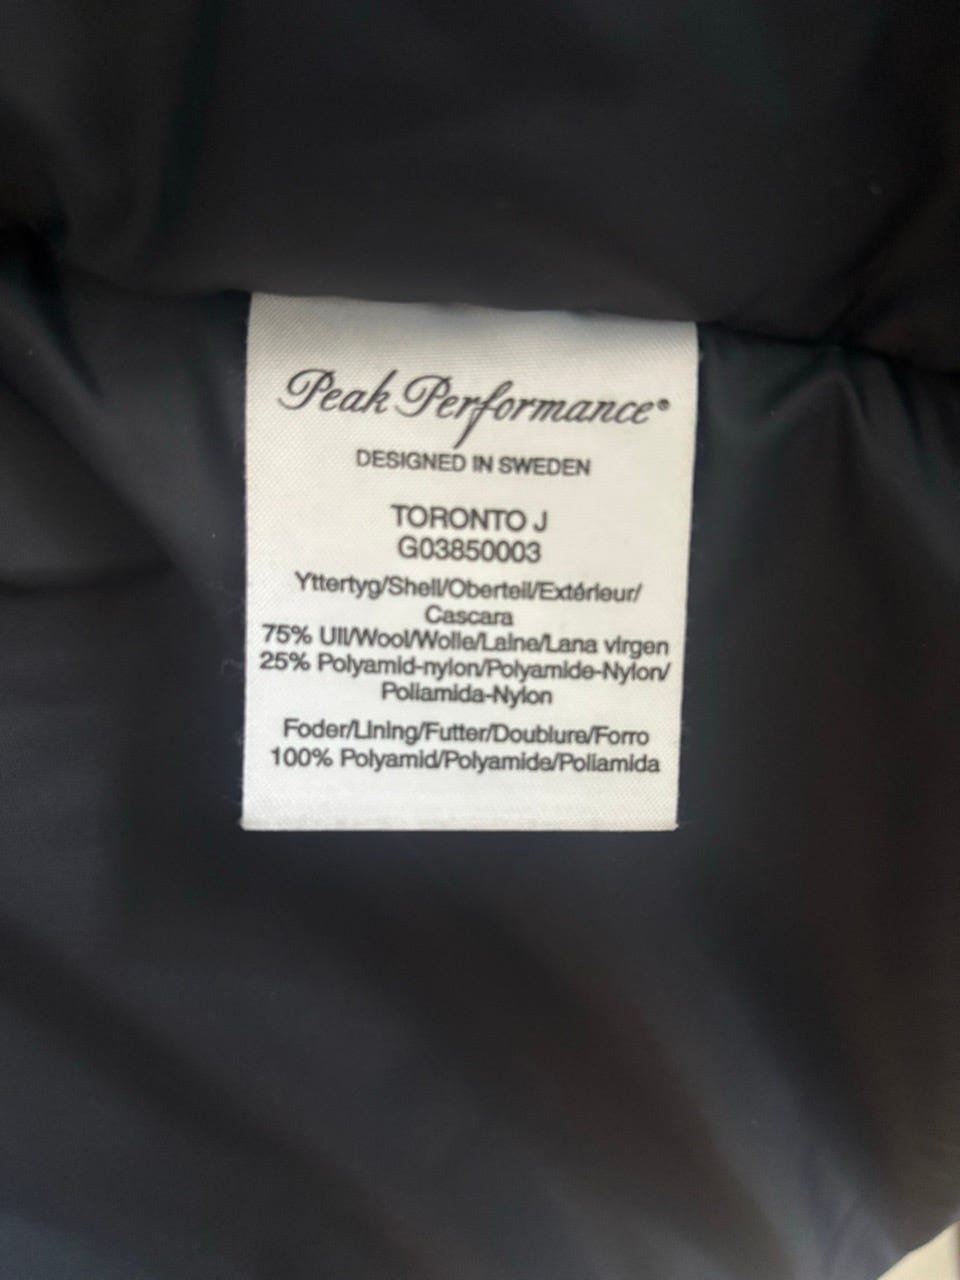 Peak Performance®
DESIGNED IN SWEDEN
TORONTO J
G03850003
Yttertyg/Shell/Oberteil/Extérieur/
Cascara
75% Ull/Wool/Wolle/Laine/Lana virgen
25% Polyamid-nylon/Polyamide-Nylon/
Poliamida-Nylon
Foder/Lining/Futter/Doublure/Forro
100% Polyamid/Polyamide/Poliamida